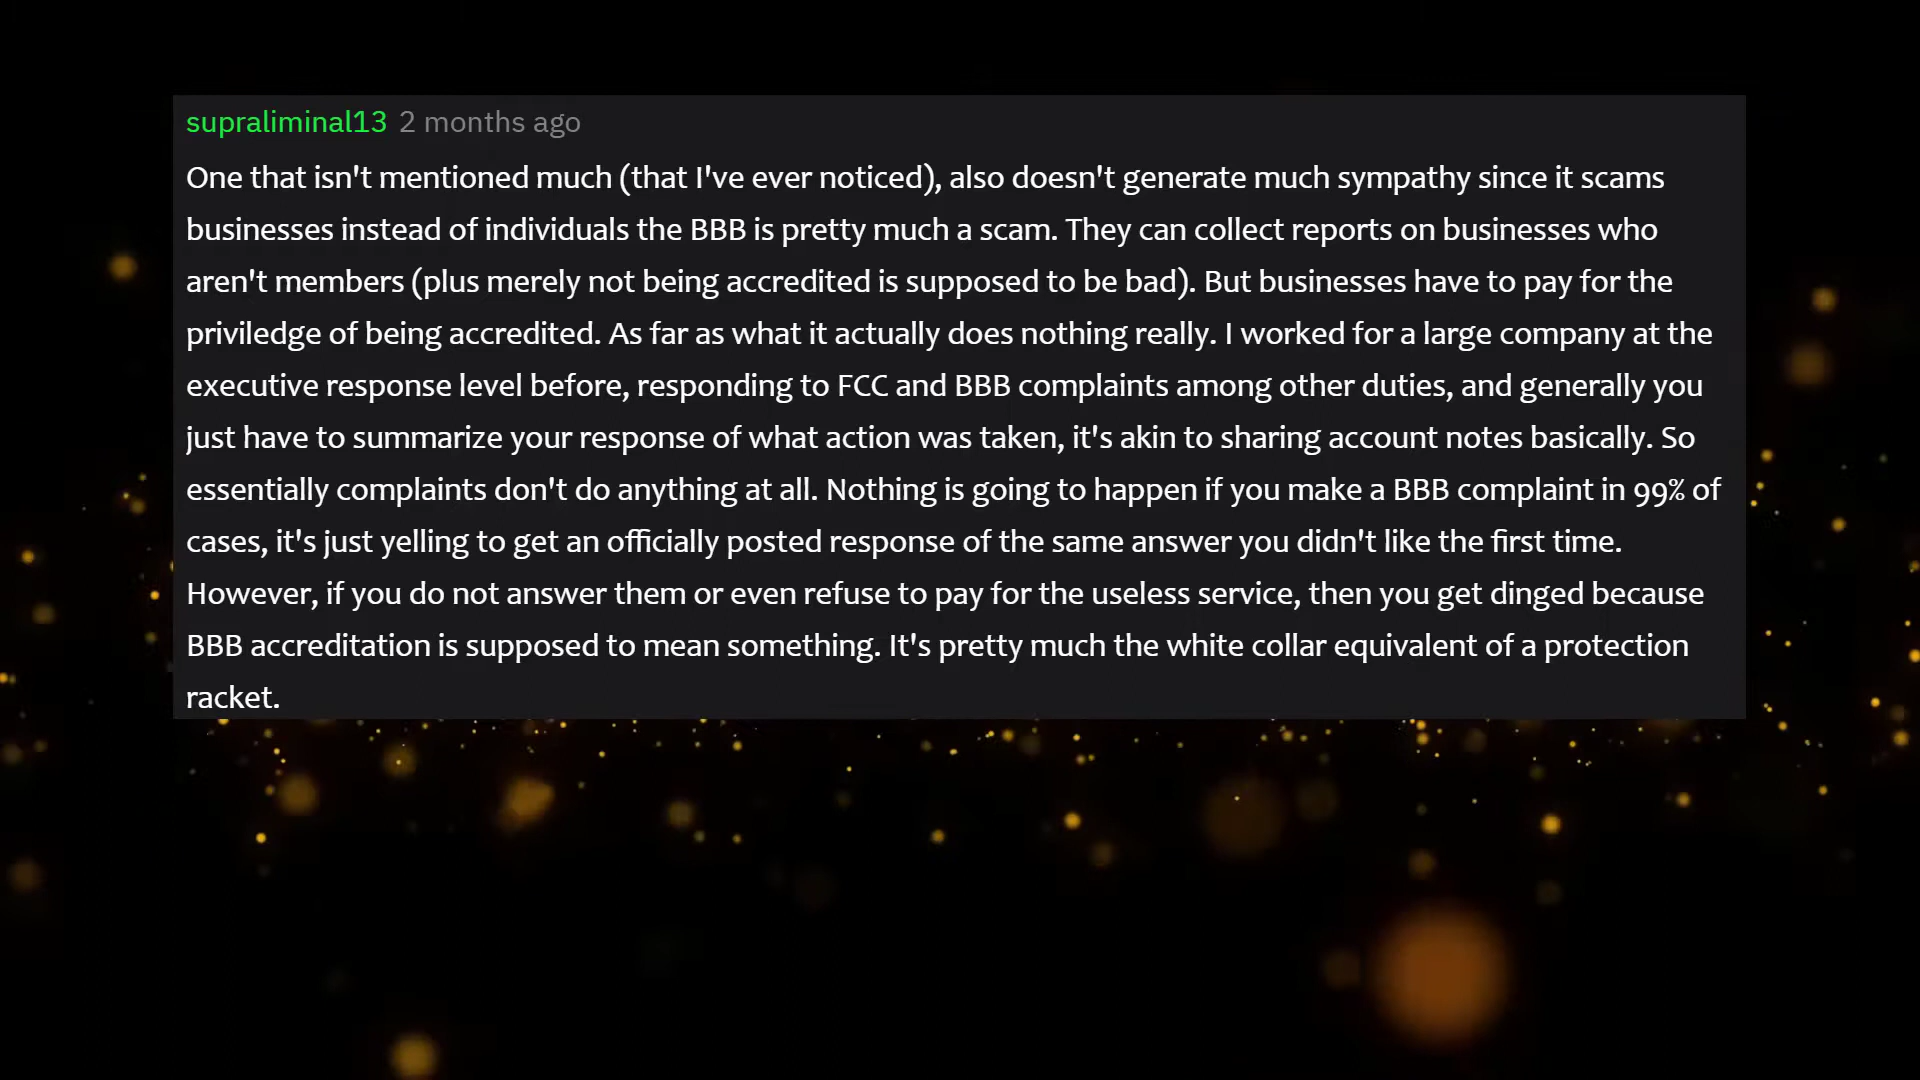 supraliminal13 2 months ago
One that isn't mentioned much (that I've ever noticed), also doesn't generate much sympathy since it scams
businesses instead of individuals the BBB is pretty much a scam. They can collect reports on businesses who
aren't members (plus merely not being accredited is supposed to be bad). But businesses have to pay for the
priviledge of being accredited. As far as what it actually does nothing really. I worked for a large company at the
executive response level before, responding to FCC and BBB complaints among other duties, and generally you
just have to summarize your response of what action was taken, it's akin to sharing account notes basically. So
essentially complaints don't do anything at all. Nothing is going to happen if you make a BBB complaint in 99% of
cases, it's just yelling to get an officially posted response of the same answer you didn't like the first time.
However, if you do not answer them or even refuse to pay for the useless service, then you get dinged because
BBB accreditation is supposed to mean something. It's pretty much the white collar equivalent of a protection
racket.